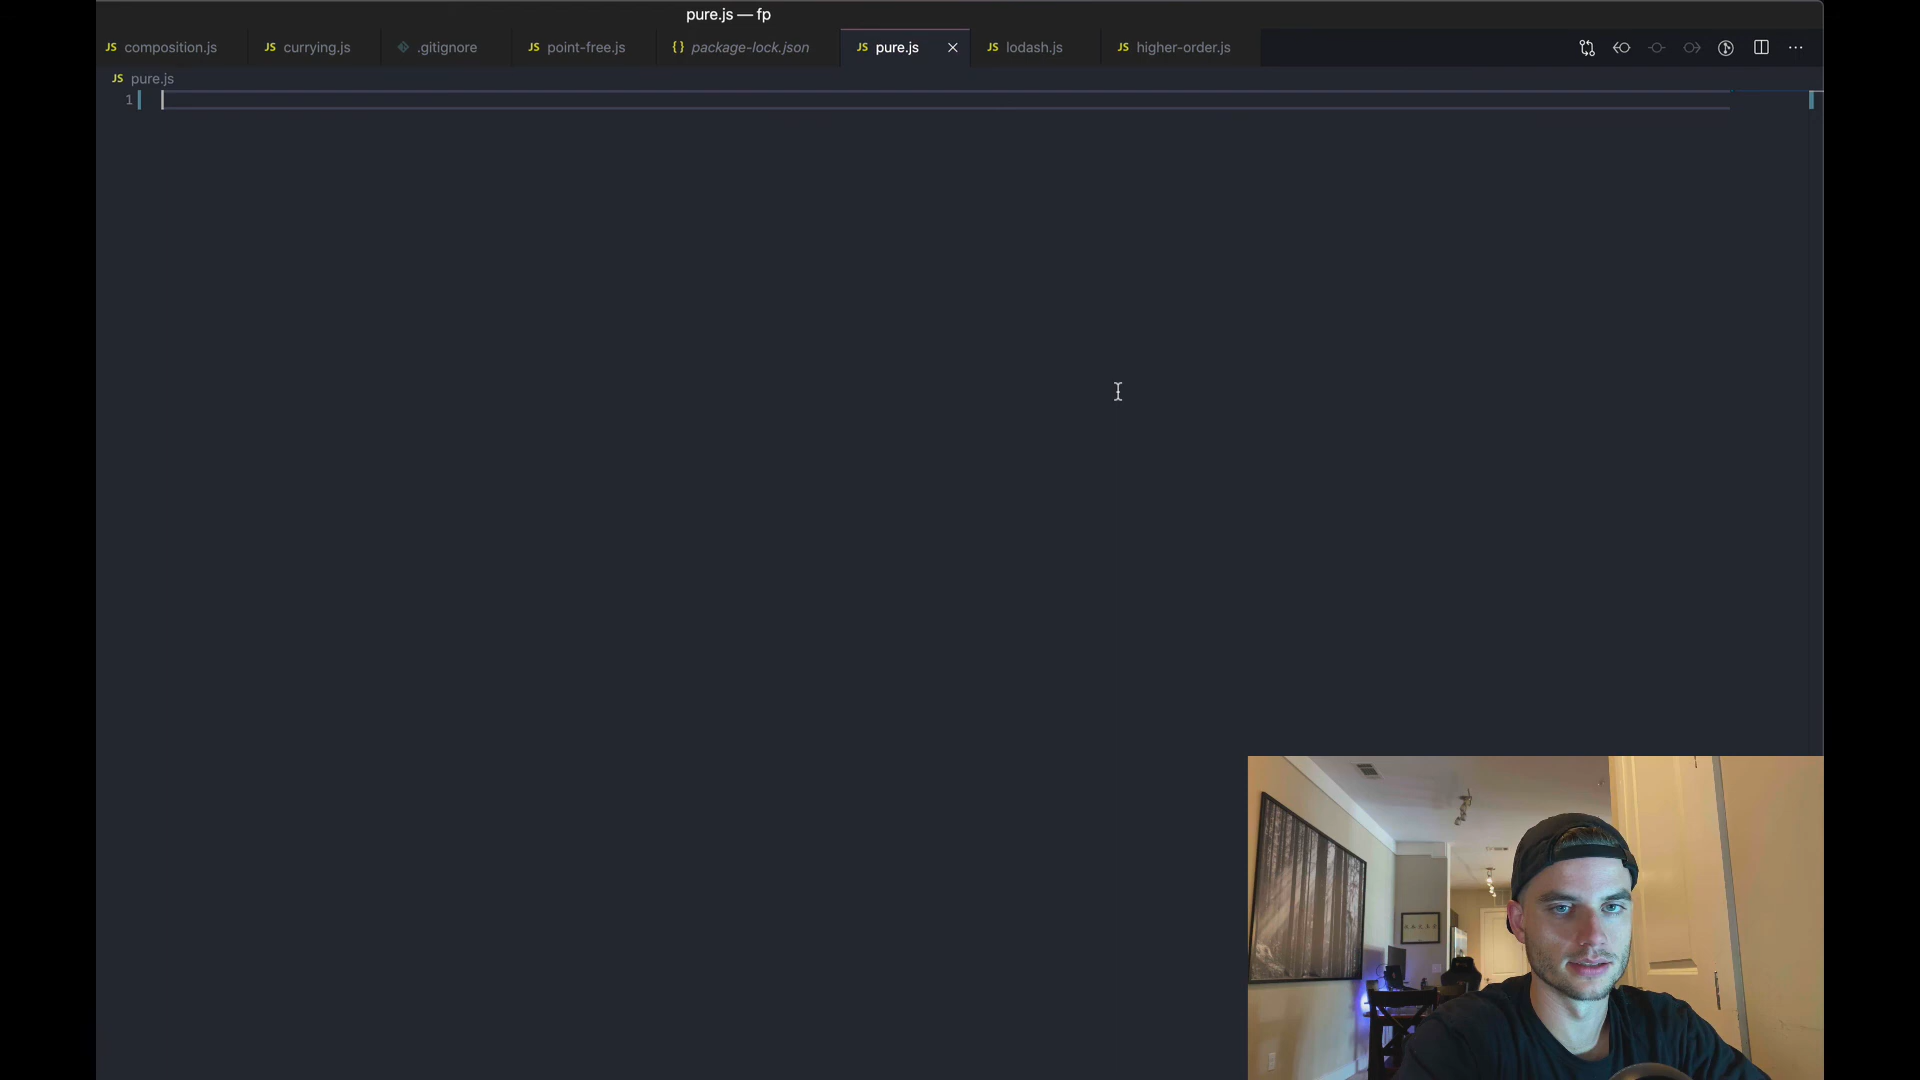 pure.js — fp
JS composition.js JS currying.js .gitignore JS point-free.js {} package-lock.json JS pure.js JS lodash.js JS higher-order.js
JS pure.js
1